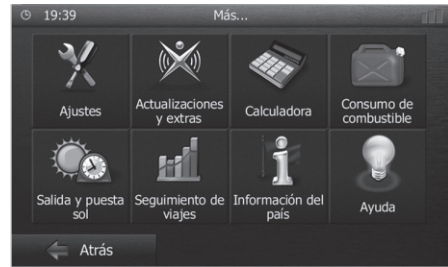 19:39
Más...
Ajustes
Actualizaciones
y extras
Calculadora
Consumo de
combustible
Salida y puesta
sol
Seguimiento de
viajes
Información del
país
Ayuda
Atrás